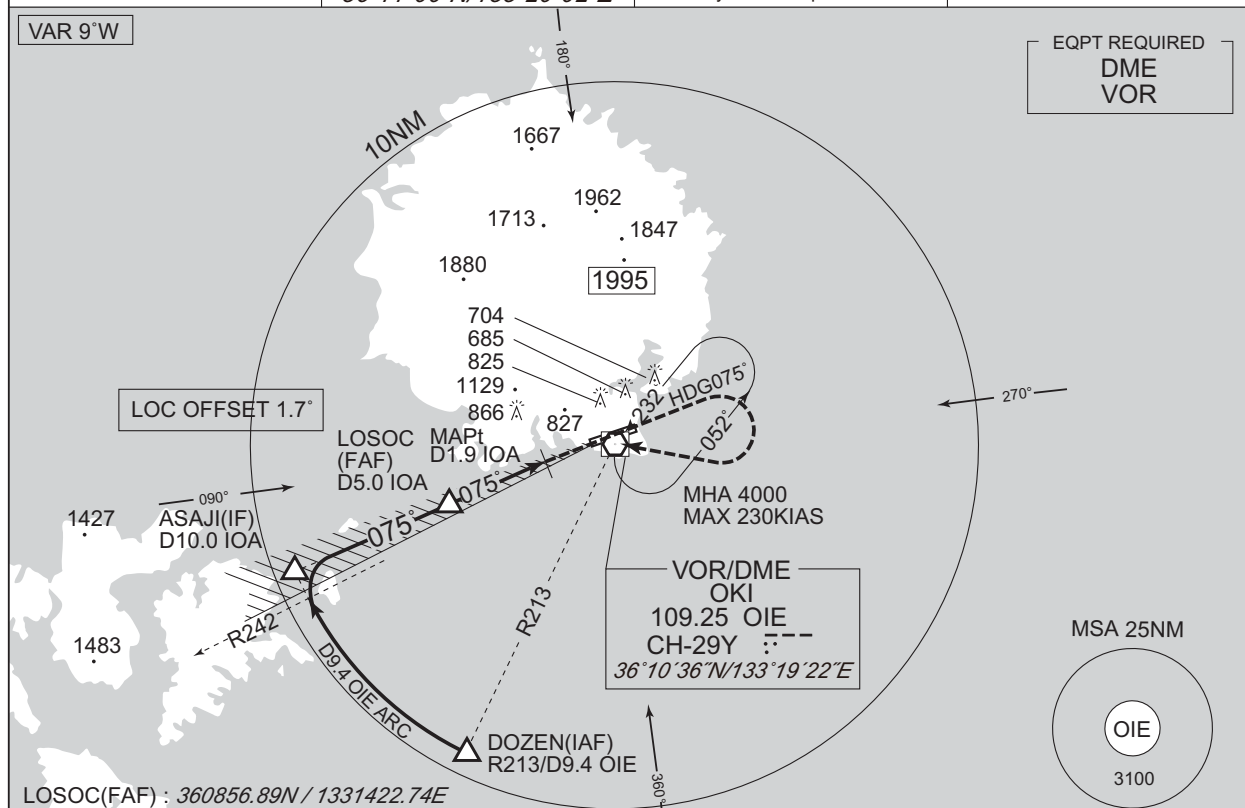 VAR 9˚W
EQPT REQUIRED
DME
VOR
180˚
10NM
1667
1962
1713
1847
1880
1995
704
685
825
1129
866
827
232˚
HDG075˚
052˚
270˚
LOC OFFSET 1.7˚
LOSOC
(FAF)
D5.0 IOA
MAPt
D1.9 IOA
075˚
075˚
090˚
ASAJI(IF)
D10.0 IOA
1427
1483
MHA 4000
MAX 230KIAS
R242
R213
D9.4 OIE ARC
VOR/DME
OKI
109.25 OIE
CH-29Y
36˚10´36˝N/133˚19´22˝E
MSA 25NM
OIE
3100
DOZEN(IAF)
R213/D9.4 OIE
360˚
LOSOC(FAF) : 360856.89N / 1331422.74E